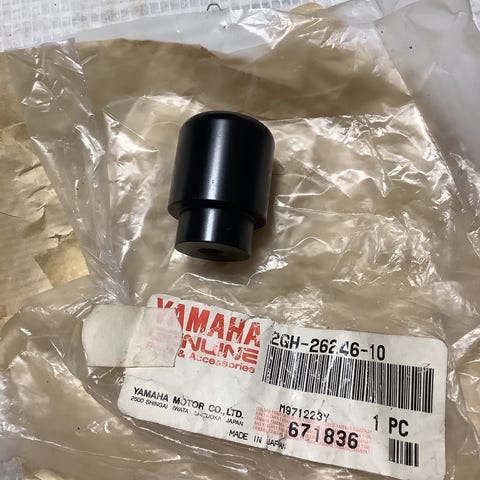 YAMAHA
GENUINE
& Accessories
2GH-26246-10
YAMAHA MOTOR CO., LTD.
2500 SHINGAI IWATA SHIZUOKA JAPAN
M971223Y
1 PC
671836
MADE IN JAPAN